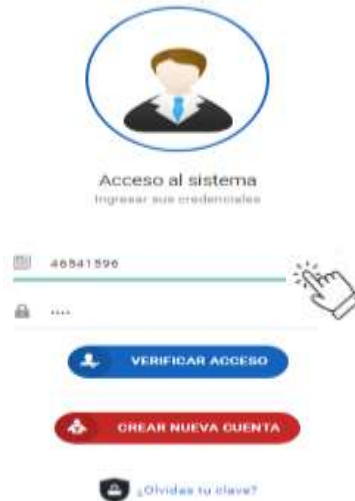 Acceso al sistema
Ingresar sus credenciales
46541596
....
VERIFICAR ACCESO
CREAR NUEVA CUENTA
¿Olvidas tu clave?